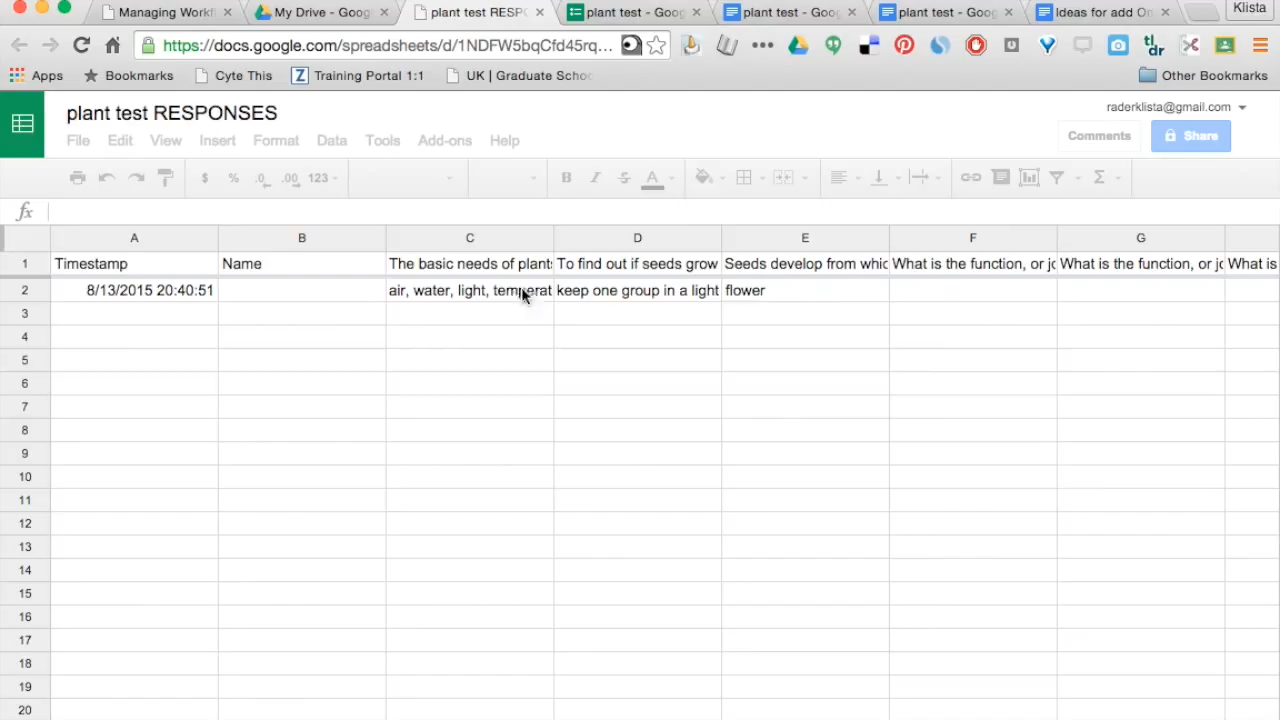 Managing Workfl
My Drive - Goog
plant test RESP
plant test - Goog
plant test - Goog
plant test - Goog
Ideas for add On
Klista
https://docs.google.com/spreadsheets/d/1NDFW5bqCfd45rq...
tl;dr
Apps
Bookmarks
Cyte This
Z Training Portal 1:1
UK | Graduate Schoo
Other Bookmarks
plant test RESPONSES
raderklista@gmail.com
File Edit View Insert Format Data Tools Add-ons Help
Comments
Share
$ % .0 .00 123
B I S A
Σ
fx
A B C D E F G
1 Timestamp Name The basic needs of plants To find out if seeds grow Seeds develop from whic What is the function, or jo What is the function, or jo What is
2 8/13/2015 20:40:51 air, water, light, temperat keep one group in a light flower
3
4
5
6
7
8
9
10
11
12
13
14
15
16
17
18
19
20